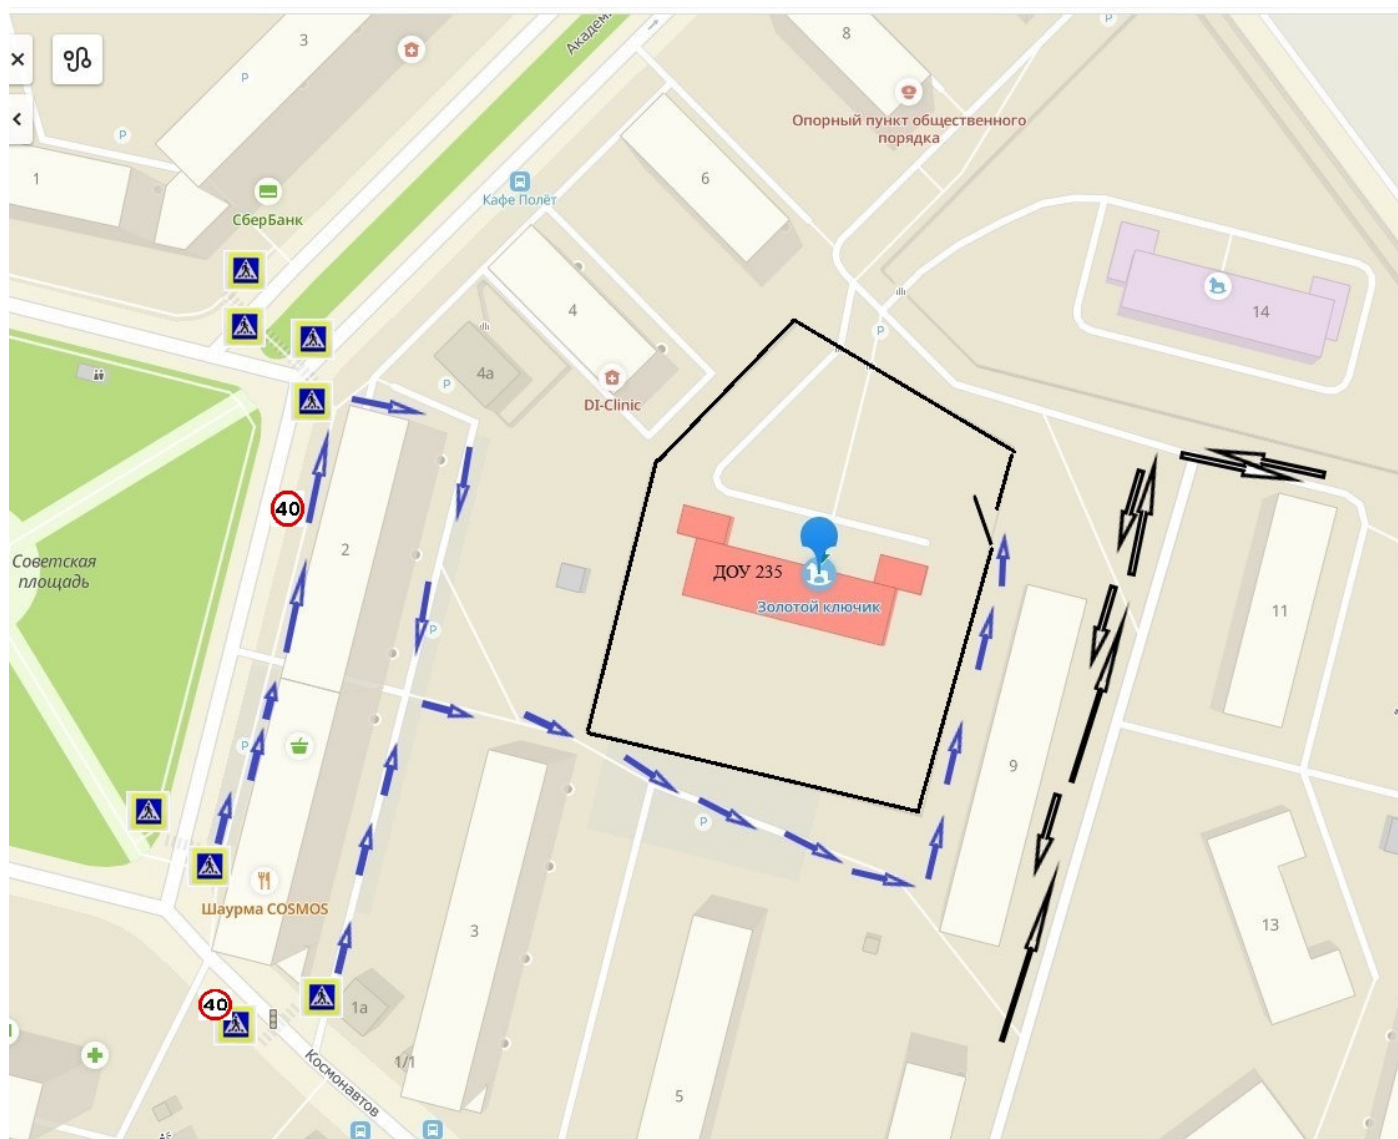 3
8
Академ.
P
P
P
Опорный пункт общественного
порядка
1
СберБанк
Кафе Полёт
6
4
14
P
4а
P
DI-Clinic
40
2
Советская
площадь
ДОУ 235
Золотой ключик
11
P
P
9
P
Шаурма COSMOS
3
13
40
1а
1/1
Космонавтов
5